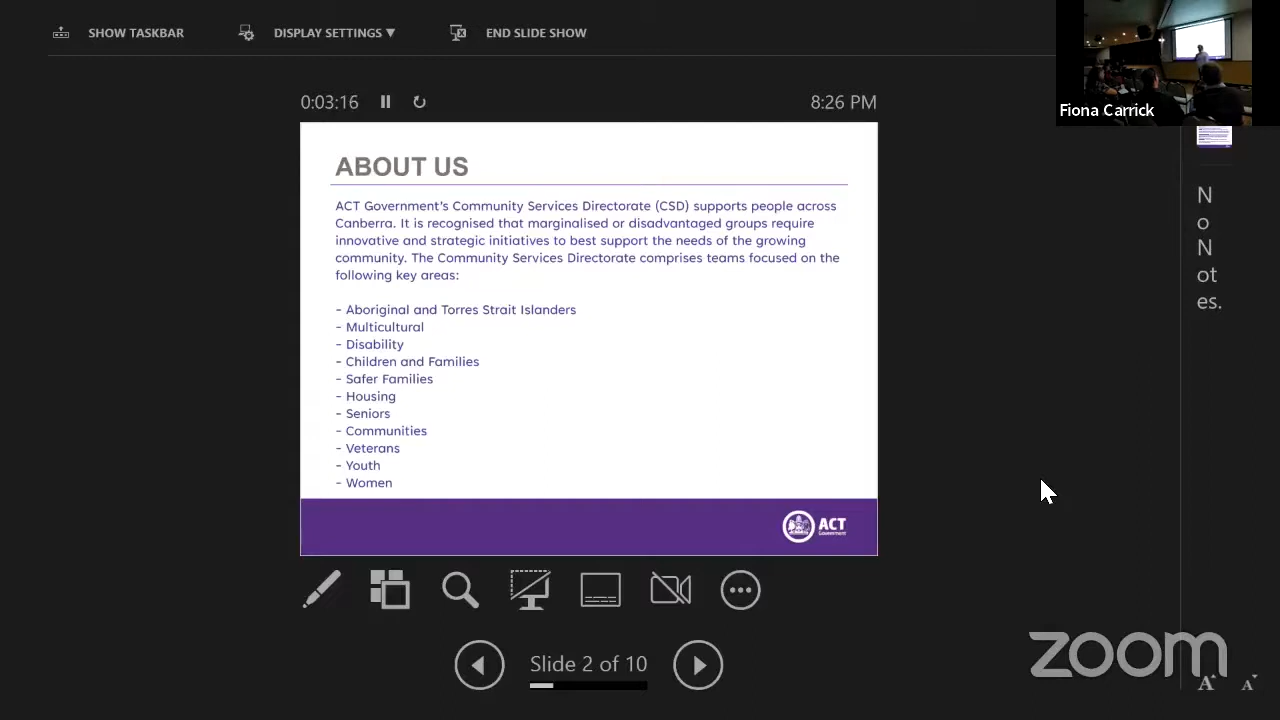 SHOW TASKBAR
DISPLAY SETTINGS ▼
END SLIDE SHOW
Fiona Carrick
0:03:16
8:26 PM
ABOUT US
ACT Government's Community Services Directorate (CSD) supports people across
Canberra. It is recognised that marginalised or disadvantaged groups require
innovative and strategic initiatives to best support the needs of the growing
community. The Community Services Directorate comprises teams focused on the
following key areas:
- Aboriginal and Torres Strait Islanders
- Multicultural
- Disability
- Children and Families
- Safer Families
- Housing
- Seniors
- Communities
- Veterans
- Youth
- Women
ACT
Government
N
o
N
ot
es.
Slide 2 of 10
zoom
A
A